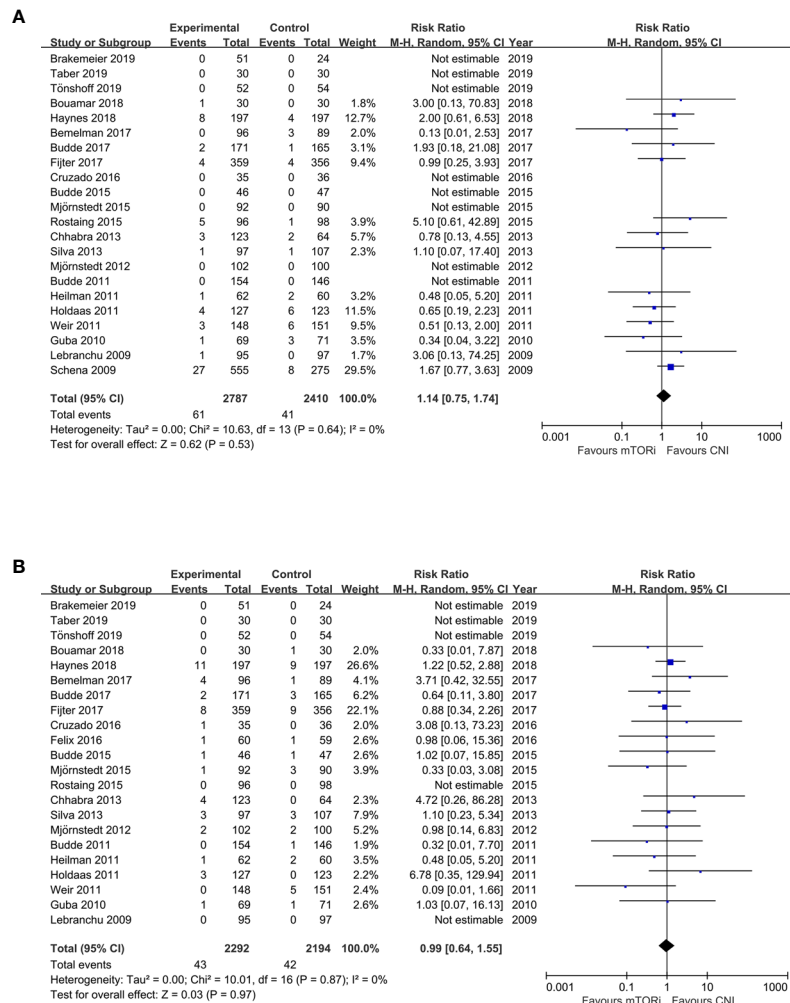 A
Experimental Control Risk Ratio Risk Ratio
Study or Subgroup Events Total Events Total Weight M-H, Random, 95% CI Year M-H, Random, 95% CI
Brakemeier 2019 0 51 0 24 Not estimable 2019
Taber 2019 0 30 0 30 Not estimable 2019
Tönshoff 2019 0 52 0 54 Not estimable 2019
Bouamar 2018 1 30 0 30 1.8% 3.00 [0.13, 70.83] 2018
Haynes 2018 8 197 4 197 12.7% 2.00 [0.61, 6.53] 2018
Bemelman 2017 0 96 3 89 2.0% 0.13 [0.01, 2.53] 2017
Budde 2017 2 171 1 165 3.1% 1.93 [0.18, 21.08] 2017
Fijter 2017 4 359 4 356 9.4% 0.99 [0.25, 3.93] 2017
Cruzado 2016 0 35 0 36 Not estimable 2016
Budde 2015 0 46 0 47 Not estimable 2015
Mjörnstedt 2015 0 92 0 90 Not estimable 2015
Rostaing 2015 5 96 1 98 3.9% 5.10 [0.61, 42.89] 2015
Chhabra 2013 3 123 2 64 5.7% 0.78 [0.13, 4.55] 2013
Silva 2013 1 97 1 107 2.3% 1.10 [0.07, 17.40] 2013
Mjörnstedt 2012 0 102 0 100 Not estimable 2012
Budde 2011 0 154 0 146 Not estimable 2011
Heilman 2011 1 62 2 60 3.2% 0.48 [0.05, 5.20] 2011
Holdaas 2011 4 127 6 123 11.5% 0.65 [0.19, 2.23] 2011
Weir 2011 3 148 6 151 9.5% 0.51 [0.13, 2.00] 2011
Guba 2010 1 69 3 71 3.5% 0.34 [0.04, 3.22] 2010
Lebranchu 2009 1 95 0 97 1.7% 3.06 [0.13, 74.25] 2009
Schena 2009 27 555 8 275 29.5% 1.67 [0.77, 3.63] 2009
Total (95% CI) 2787 2410 100.0% 1.14 [0.75, 1.74]
Total events 61 41
Heterogeneity: Tau² = 0.00; Chi² = 10.63, df = 13 (P = 0.64); I² = 0%
Test for overall effect: Z = 0.62 (P = 0.53)
0.001 0.1 1 10 1000
Favours mTORi Favours CNI
B
Experimental Control Risk Ratio Risk Ratio
Study or Subgroup Events Total Events Total Weight M-H, Random, 95% CI Year M-H, Random, 95% CI
Brakemeier 2019 0 51 0 24 Not estimable 2019
Taber 2019 0 30 0 30 Not estimable 2019
Tönshoff 2019 0 52 0 54 Not estimable 2019
Bouamar 2018 0 30 1 30 2.0% 0.33 [0.01, 7.87] 2018
Haynes 2018 11 197 9 197 26.6% 1.22 [0.52, 2.88] 2018
Bemelman 2017 4 96 1 89 4.1% 3.71 [0.42, 32.55] 2017
Budde 2017 2 171 3 165 6.2% 0.64 [0.11, 3.80] 2017
Fijter 2017 8 359 9 356 22.1% 0.88 [0.34, 2.26] 2017
Cruzado 2016 1 35 0 36 2.0% 3.08 [0.13, 73.23] 2016
Felix 2016 1 60 1 59 2.6% 0.98 [0.06, 15.36] 2016
Budde 2015 1 46 1 47 2.6% 1.02 [0.07, 15.85] 2015
Mjörnstedt 2015 1 92 3 90 3.9% 0.33 [0.03, 3.08] 2015
Rostaing 2015 0 96 0 98 Not estimable 2015
Chhabra 2013 4 123 0 64 2.3% 4.72 [0.26, 86.28] 2013
Silva 2013 3 97 3 107 7.9% 1.10 [0.23, 5.34] 2013
Mjörnstedt 2012 2 102 2 100 5.2% 0.98 [0.14, 6.83] 2012
Budde 2011 0 154 1 146 1.9% 0.32 [0.01, 7.70] 2011
Heilman 2011 1 62 2 60 3.5% 0.48 [0.05, 5.20] 2011
Holdaas 2011 3 127 0 123 2.2% 6.78 [0.35, 129.94] 2011
Weir 2011 0 148 5 151 2.4% 0.09 [0.01, 1.66] 2011
Guba 2010 1 69 1 71 2.6% 1.03 [0.07, 16.13] 2010
Lebranchu 2009 0 95 0 97 Not estimable 2009
Total (95% CI) 2292 2194 100.0% 0.99 [0.64, 1.55]
Total events 43 42
Heterogeneity: Tau² = 0.00; Chi² = 10.01, df = 16 (P = 0.87); I² = 0%
Test for overall effect: Z = 0.03 (P = 0.97)
0.001 0.1 1 10 1000
Favours mTORi Favours CNI